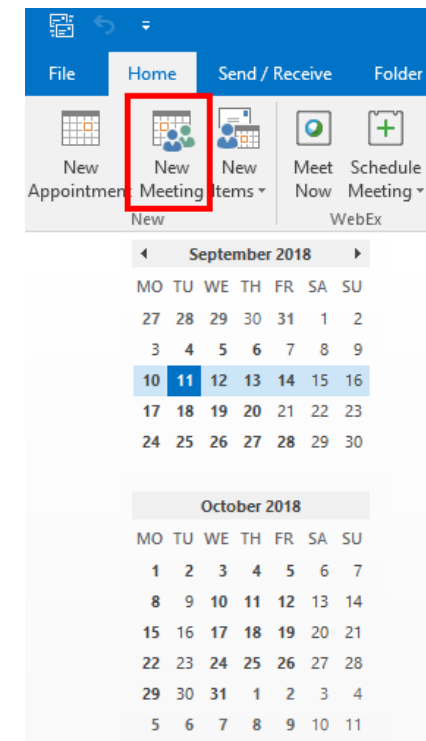 File Home Send / Receive Folder
New Appointment New Meeting New Items Meet Now Schedule Meeting
New WebEx
September 2018
MO TU WE TH FR SA SU
27 28 29 30 31 1 2
3 4 5 6 7 8 9
10 11 12 13 14 15 16
17 18 19 20 21 22 23
24 25 26 27 28 29 30
October 2018
MO TU WE TH FR SA SU
1 2 3 4 5 6 7
8 9 10 11 12 13 14
15 16 17 18 19 20 21
22 23 24 25 26 27 28
29 30 31 1 2 3 4
5 6 7 8 9 10 11